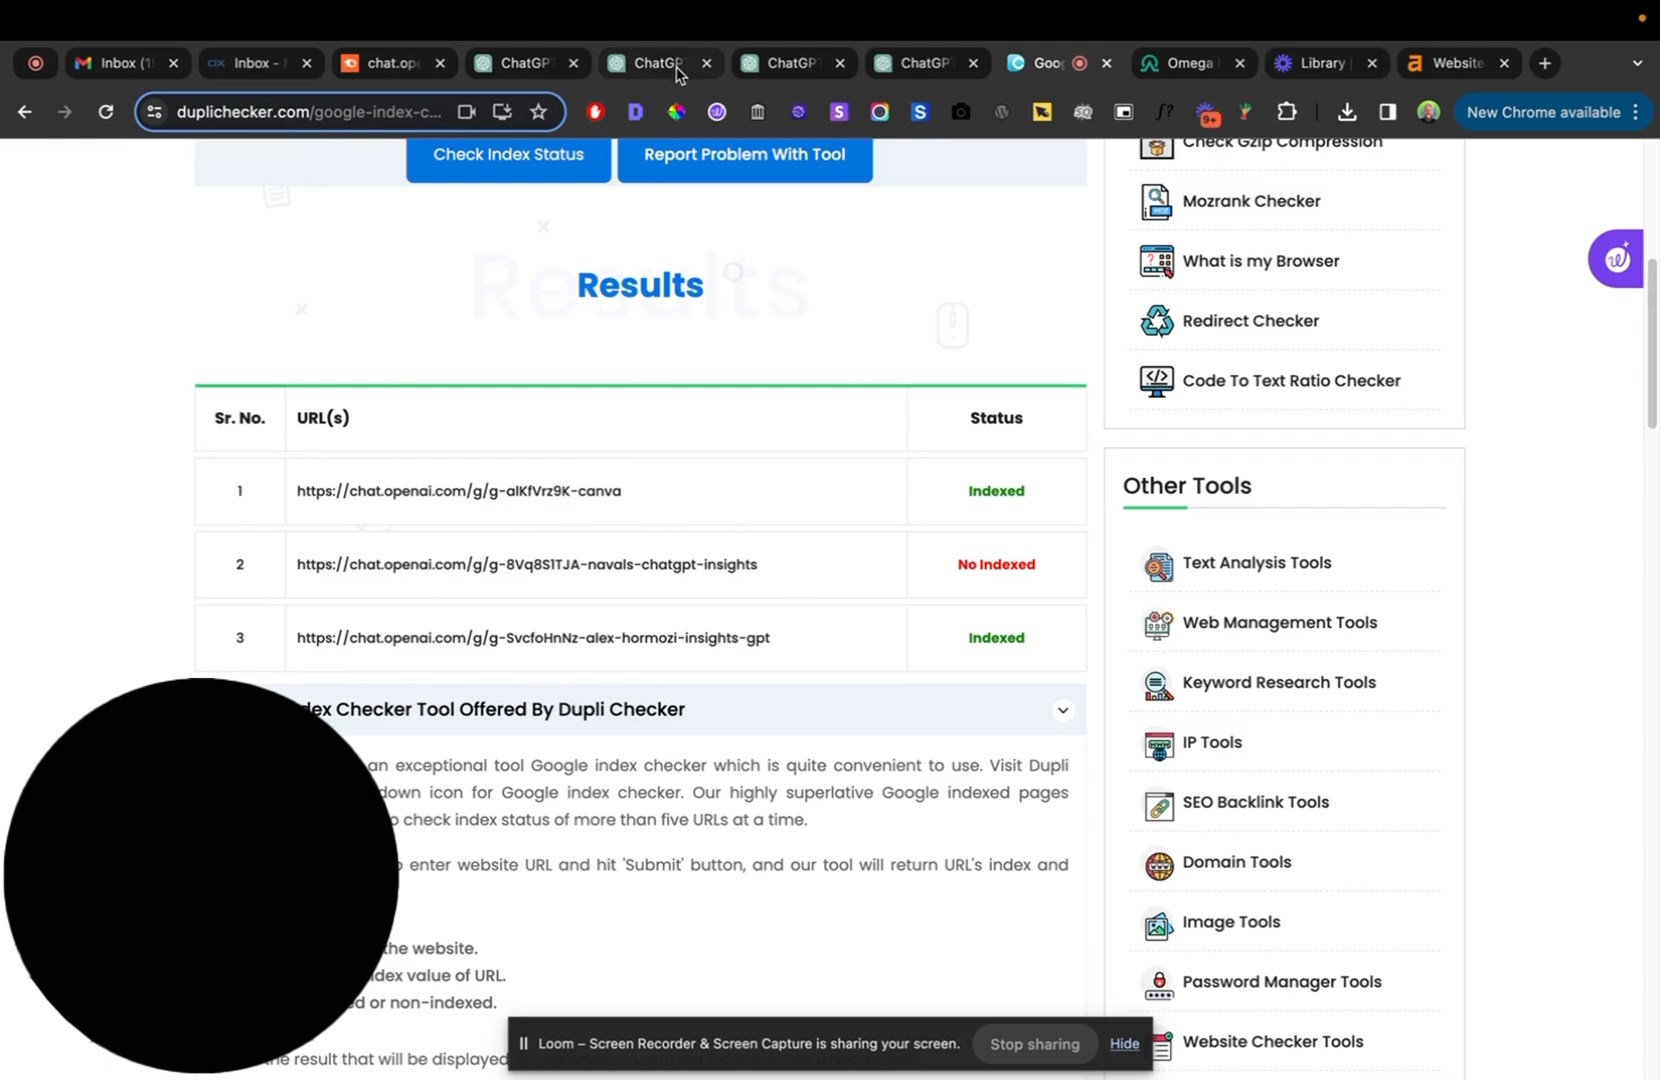 Inbox (1
Inbox -
chat.ope
ChatGPT
ChatGP
ChatGPT
ChatGPT
Goog
Omega
Library
Website
duplichecker.com/google-index-c...
9+
New Chrome available
Check Index Status
Report Problem With Tool
Results
Results
Sr. No. URL(s) Status
1 https://chat.openai.com/g/g-alKfVrz9K-canva Indexed
2 https://chat.openai.com/g/g-8Vq8S1TJA-navals-chatgpt-insights No Indexed
3 https://chat.openai.com/g/g-SvcfoHnNz-alex-hormozi-insights-gpt Indexed
dex Checker Tool Offered By Dupli Checker
an exceptional tool Google index checker which is quite convenient to use. Visit Dupli
down icon for Google index checker. Our highly superlative Google indexed pages
o check index status of more than five URLs at a time.
o enter website URL and hit 'Submit' button, and our tool will return URL's index and
the website.
dex value of URL.
ed or non-indexed.
the result that will be displayed
Check Gzip Compression
Mozrank Checker
What is my Browser
Redirect Checker
Code To Text Ratio Checker
Other Tools
Text Analysis Tools
Web Management Tools
Keyword Research Tools
IP Tools
SEO Backlink Tools
Domain Tools
Image Tools
Password Manager Tools
Website Checker Tools
Loom – Screen Recorder & Screen Capture is sharing your screen.
Stop sharing
Hide